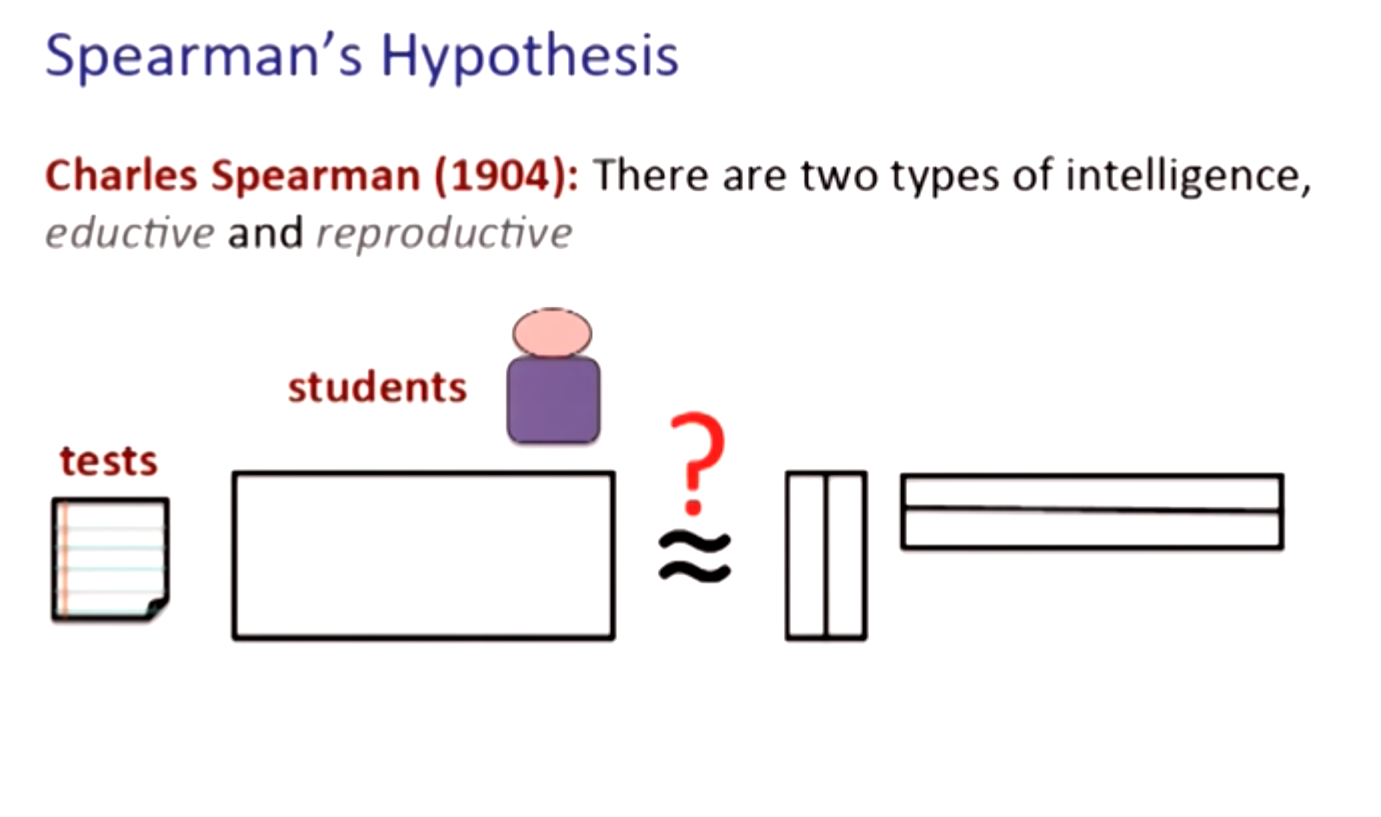 Spearman’s Hypothesis
Charles Spearman (1904): There are two types of intelligence,
eductive and reproductive
students
tests
?
≈